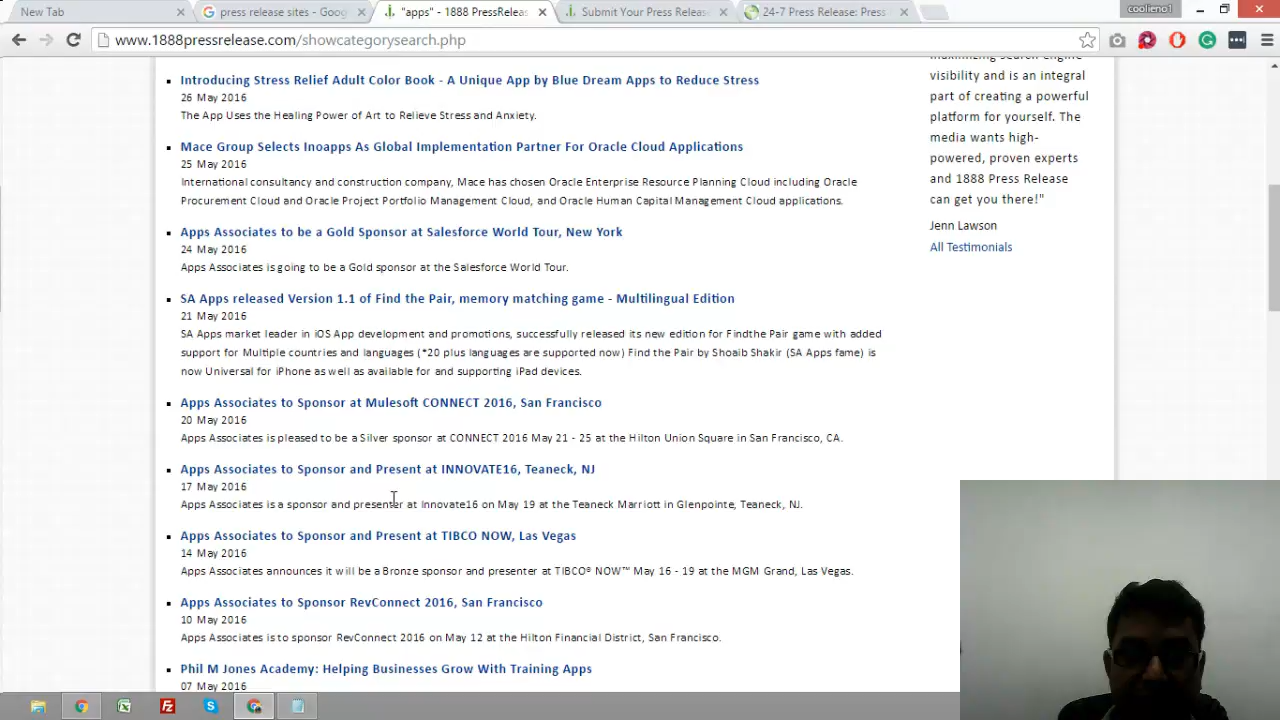 New Tab
press release sites - Goog
"apps" - 1888 PressRelea
Submit Your Press Release
24-7 Press Release: Press
coolieno1
www.1888pressrelease.com/showcategorysearch.php
Introducing Stress Relief Adult Color Book - A Unique App by Blue Dream Apps to Reduce Stress
26 May 2016
The App Uses the Healing Power of Art to Relieve Stress and Anxiety.
Mace Group Selects Inoapps As Global Implementation Partner For Oracle Cloud Applications
25 May 2016
International consultancy and construction company, Mace has chosen Oracle Enterprise Resource Planning Cloud including Oracle
Procurement Cloud and Oracle Project Portfolio Management Cloud, and Oracle Human Capital Management Cloud applications.
Apps Associates to be a Gold Sponsor at Salesforce World Tour, New York
24 May 2016
Apps Associates is going to be a Gold sponsor at the Salesforce World Tour.
SA Apps released Version 1.1 of Find the Pair, memory matching game - Multilingual Edition
21 May 2016
SA Apps market leader in iOS App development and promotions, successfully released its new edition for Findthe Pair game with added
support for Multiple countries and languages (*20 plus languages are supported now) Find the Pair by Shoaib Shakir (SA Apps fame) is
now Universal for iPhone as well as available for and supporting iPad devices.
Apps Associates to Sponsor at Mulesoft CONNECT 2016, San Francisco
20 May 2016
Apps Associates is pleased to be a Silver sponsor at CONNECT 2016 May 21 - 25 at the Hilton Union Square in San Francisco, CA.
Apps Associates to Sponsor and Present at INNOVATE16, Teaneck, NJ
17 May 2016
Apps Associates is a sponsor and presenter at Innovate16 on May 19 at the Teaneck Marriott in Glenpointe, Teaneck, NJ.
Apps Associates to Sponsor and Present at TIBCO NOW, Las Vegas
14 May 2016
Apps Associates announces it will be a Bronze sponsor and presenter at TIBCO® NOW™ May 16 - 19 at the MGM Grand, Las Vegas.
Apps Associates to Sponsor RevConnect 2016, San Francisco
10 May 2016
Apps Associates is to sponsor RevConnect 2016 on May 12 at the Hilton Financial District, San Francisco.
Phil M Jones Academy: Helping Businesses Grow With Training Apps
07 May 2016
maximizing search engine
visibility and is an integral
part of creating a powerful
platform for yourself. The
media wants high-
powered, proven experts
and 1888 Press Release
can get you there!"
Jenn Lawson
All Testimonials